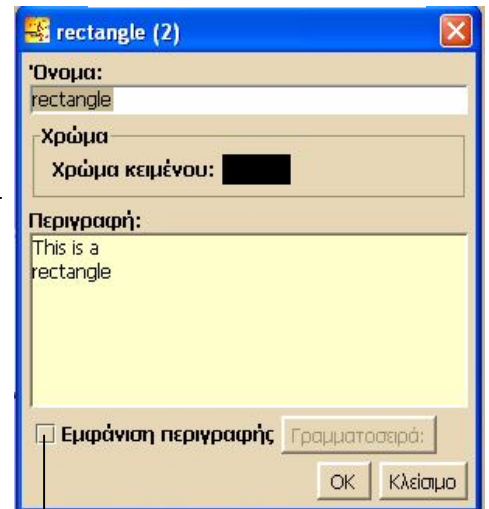 rectangle (2)
Όνομα:
rectangle
Χρώμα
Χρώμα κειμένου:
Περιγραφή:
This is a
rectangle
Εμφάνιση περιγραφής Γραμματοσειρά:
OK Κλείσιμο